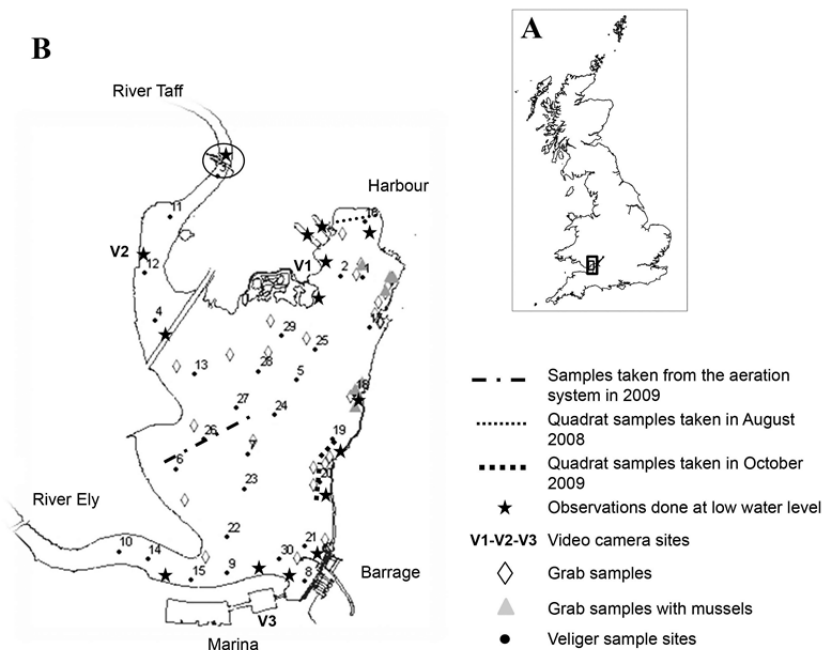 B
A
River Taff
Harbour
3
11
16
V2
V1
12
2
1
4
17
29
25
13
28
5
18
27
24
19
26
7
6
20
23
River Ely
22
21
10
14
15
9
30
8
Barrage
V3
Marina
Samples taken from the aeration
system in 2009
Quadrat samples taken in August
2008
Quadrat samples taken in October
2009
Observations done at low water level
V1-V2-V3 Video camera sites
Grab samples
Grab samples with mussels
Veliger sample sites